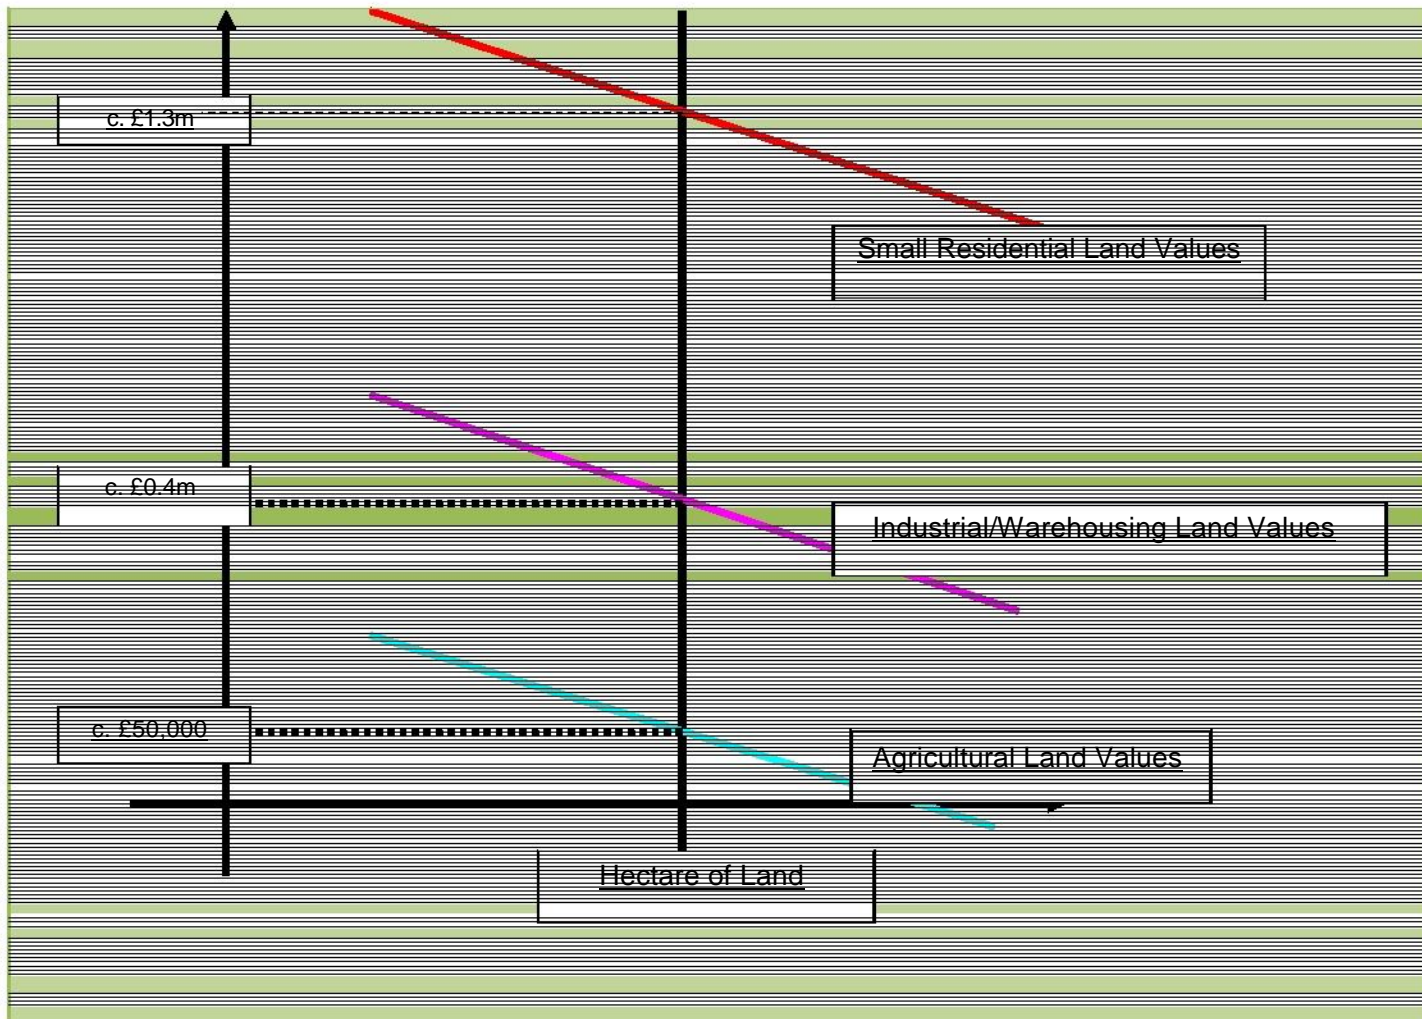 c. £1.3m
Small Residential Land Values
c. £0.4m
Industrial/Warehousing Land Values
c. £50,000
Agricultural Land Values
Hectare of Land